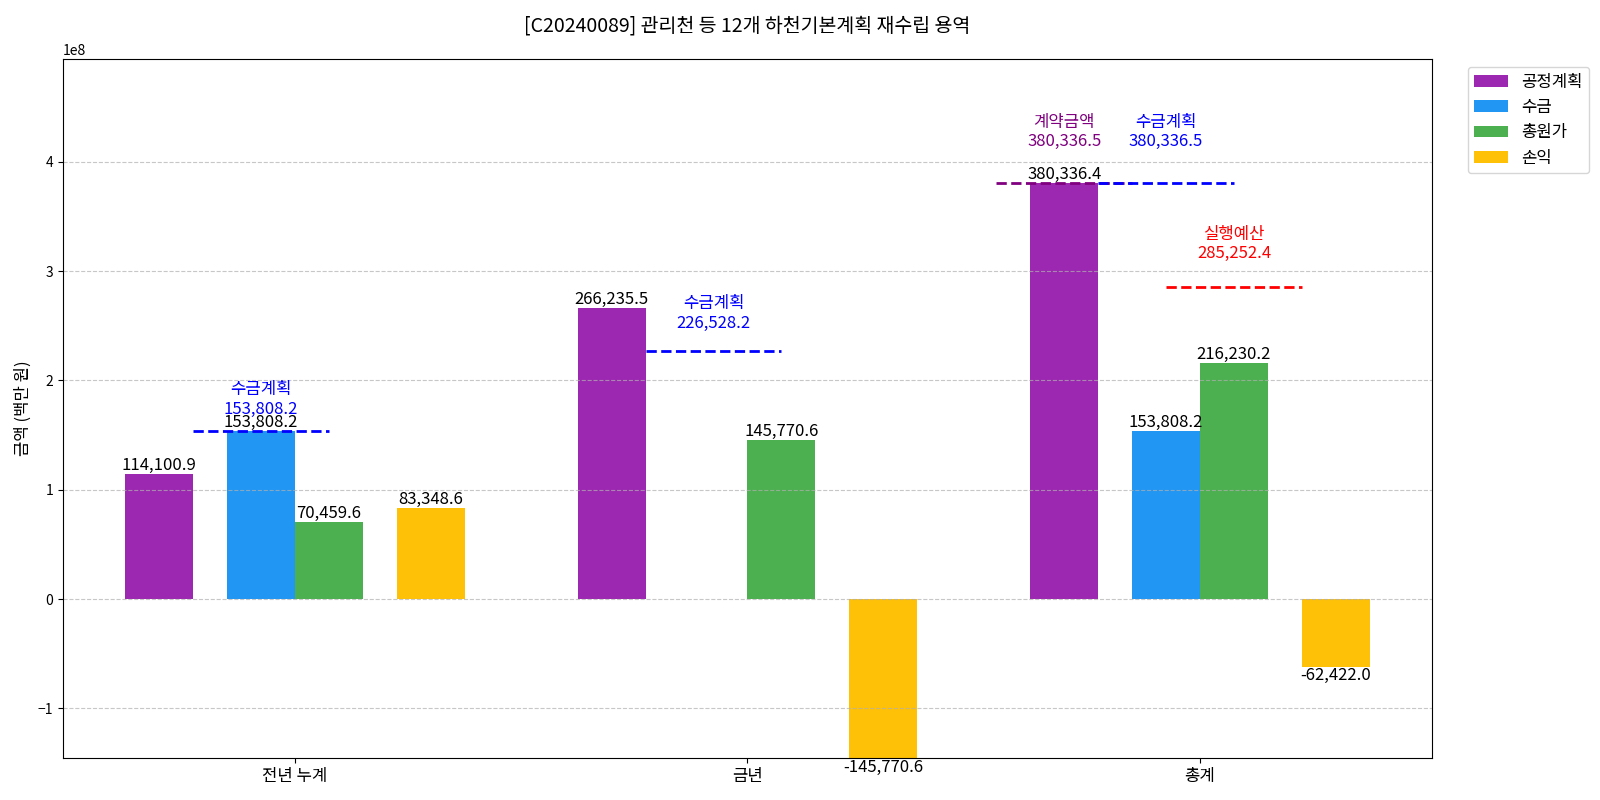 [C20240089] 관리천 등 12개 하천기본계획 재수립 용역
1e8
공정계획
수금
총원가
손익
계약금액
380,336.5
수금계획
380,336.5
380,336.4
실행예산
285,252.4
266,235.5
수금계획
226,528.2
216,230.2
수금계획
153,808.2
153,808.2
153,808.2
145,770.6
114,100.9
83,348.6
70,459.6
-62,422.0
-145,770.6
4
3
2
1
0
−1
금액 (백만 원)
전년 누계
금년
총계